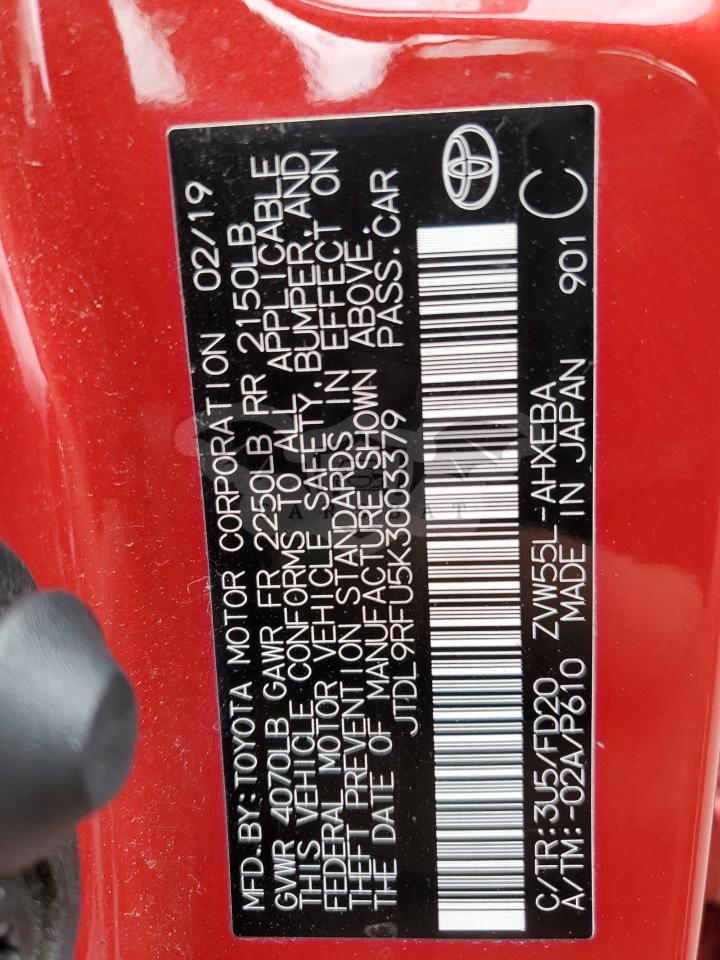 MFD.BY:TOYOTA MOTOR CORPORATION 02/19
GVWR 4070LB GAWR FR 2250LB RR 2150LB
THIS VEHICLE CONFORMS TO ALL APPLICABLE
FEDERAL MOTOR VEHICLE SAFETY,BUMPER,AND
THEFT PREVENTION STANDARDS IN EFFECT ON
THE DATE OF MANUFACTURE SHOWN ABOVE.
JTDL9RFU5K3003379 PASS.CAR
C/TR:3U5/FD20 ZVW55L-AHXEBA
A/TM:-02A/P610 MADE IN JAPAN 901 C